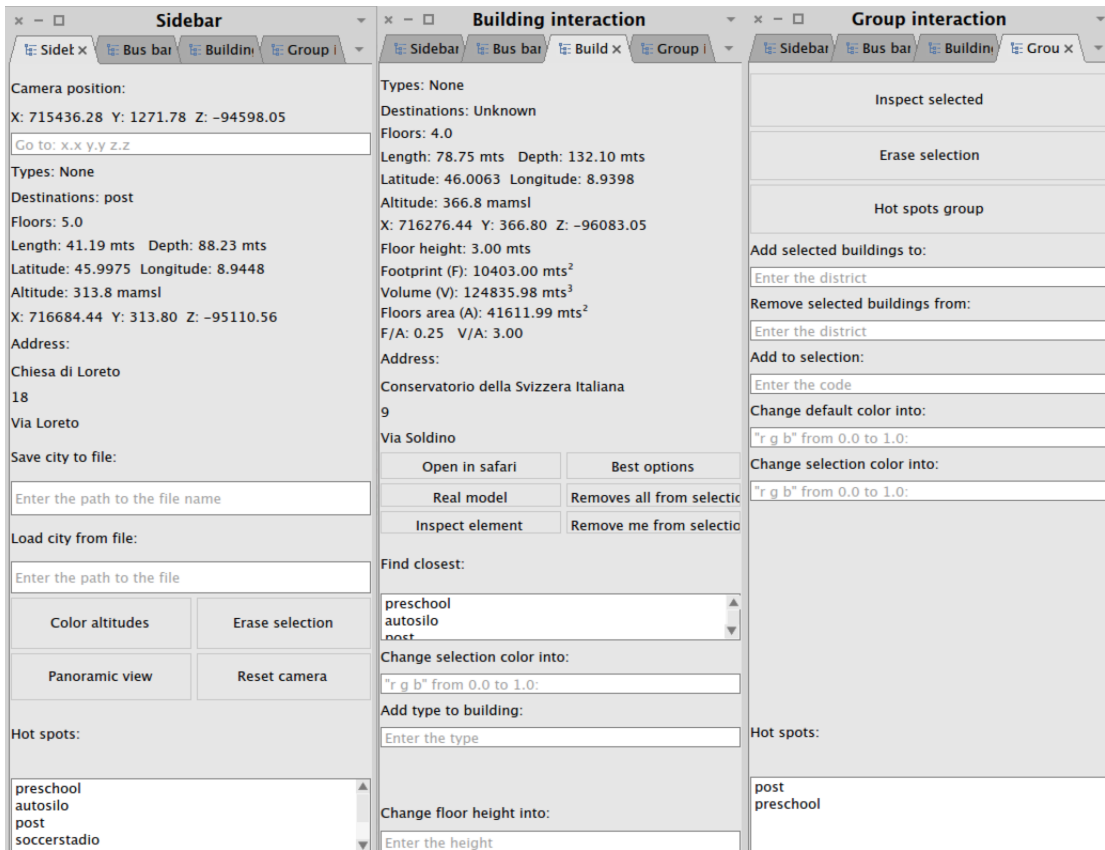 Sidebar
Sidet Bus bar Building Group i
Camera position:
X: 715436.28 Y: 1271.78 Z: -94598.05
Go to: x.x y.y z.z
Types: None
Destinations: post
Floors: 5.0
Length: 41.19 mts Depth: 88.23 mts
Latitude: 45.9975 Longitude: 8.9448
Altitude: 313.8 mamsl
X: 716684.44 Y: 313.80 Z: -95110.56
Address:
Chiesa di Loreto
18
Via Loreto
Save city to file:
Enter the path to the file name
Load city from file:
Enter the path to the file
Color altitudes Erase selection
Panoramic view Reset camera
Hot spots:
preschool
autosilo
post
soccerstadio
Building interaction
Sidebar Bus bar Build Group i
Types: None
Destinations: Unknown
Floors: 4.0
Length: 78.75 mts Depth: 132.10 mts
Latitude: 46.0063 Longitude: 8.9398
Altitude: 366.8 mamsl
X: 716276.44 Y: 366.80 Z: -96083.05
Floor height: 3.00 mts
Footprint (F): 10403.00 mts²
Volume (V): 124835.98 mts³
Floors area (A): 41611.99 mts²
F/A: 0.25 V/A: 3.00
Address:
Conservatorio della Svizzera Italiana
9
Via Soldino
Open in safari Best options
Real model Removes all from selectio
Inspect element Remove me from selectio
Find closest:
preschool
autosilo
post
Change selection color into:
"r g b" from 0.0 to 1.0:
Add type to building:
Enter the type
Change floor height into:
Enter the height
Group interaction
Sidebar Bus bar Building Grou
Inspect selected
Erase selection
Hot spots group
Add selected buildings to:
Enter the district
Remove selected buildings from:
Enter the district
Add to selection:
Enter the code
Change default color into:
"r g b" from 0.0 to 1.0:
Change selection color into:
"r g b" from 0.0 to 1.0:
Hot spots:
post
preschool